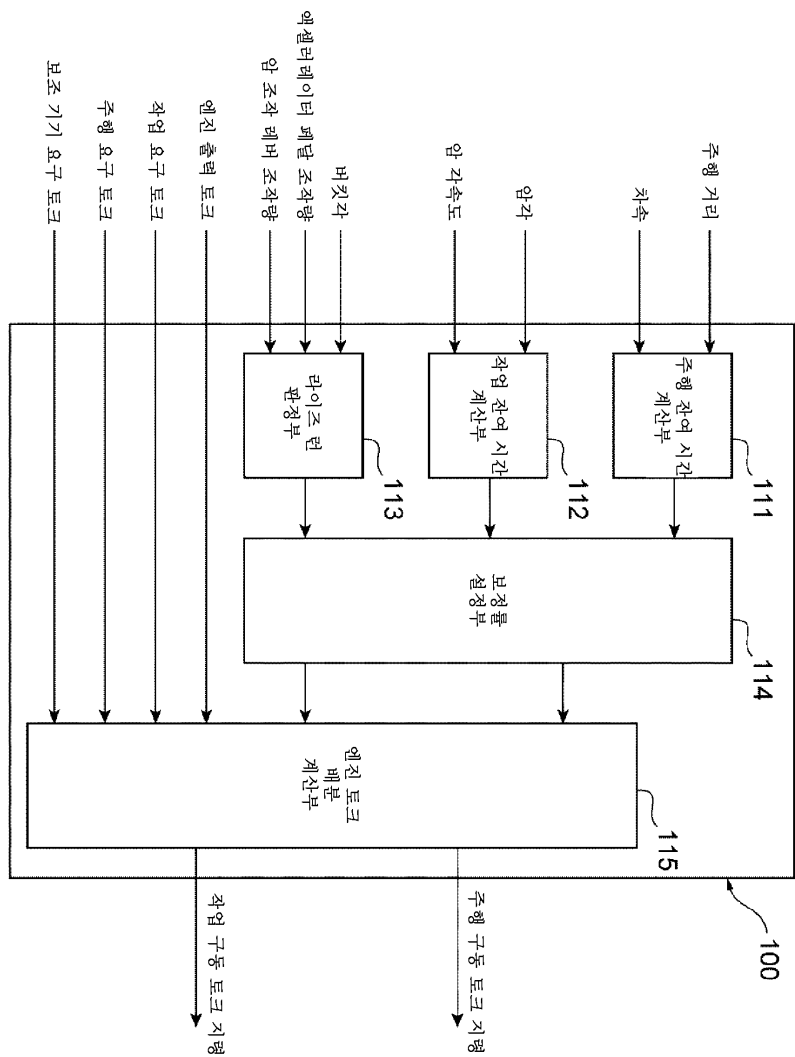 주행 거리
차속
암각
암 각속도
버킷각
액셀러레이터 페달 조작량
암 조작 레버 조작량
엔진 출력 토크
작업 요구 토크
주행 요구 토크
보조 기기 요구 토크
주행 잔여 시간
계산부
111
작업 잔여 시간
계산부
112
라이즈 런
판정부
113
보정률
설정부
114
엔진 토크
배분
계산부
115
100
주행 구동 토크 지령
작업 구동 토크 지령